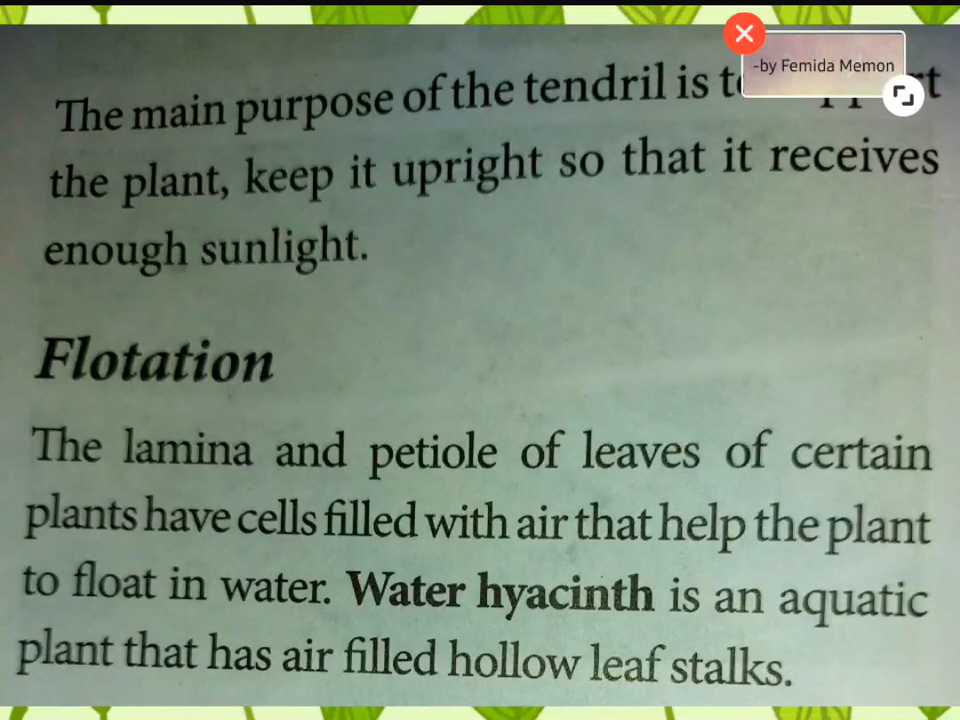 -by Femida Memon
The main purpose of the tendril is
the plant, keep it upright so that it receives
enough sunlight.
Flotation
The lamina and petiole of leaves of certain
plants have cells filled with air that help the plant
to float in water. Water hyacinth is an aquatic
plant that has air filled hollow leaf stalks.